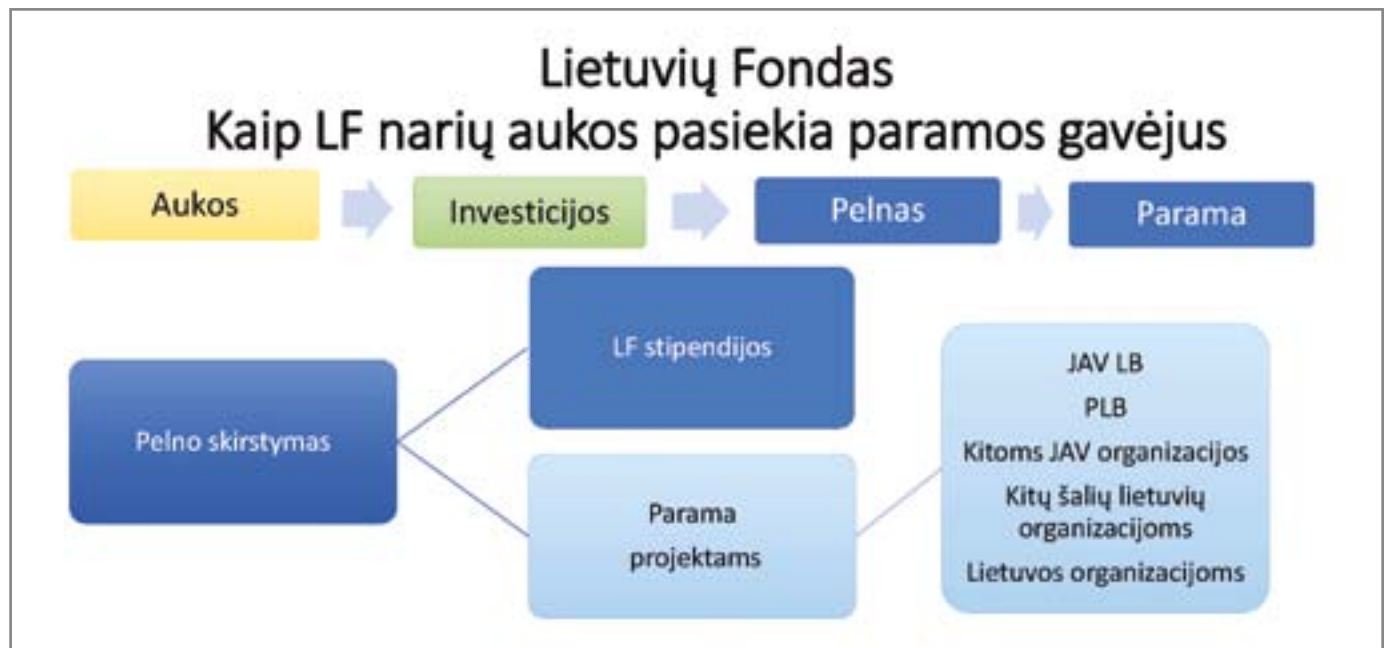 Lietuvių Fondas
Kaip LF narių aukos pasiekia paramos gavėjus
Aukos
Investicijos
Pelnas
Parama
Pelno skirstymas
LF stipendijos
Parama
projektams
JAV LB
PLB
Kitoms JAV organizacijos
Kitų šalių lietuvių
organizacijoms
Lietuvos organizacijoms